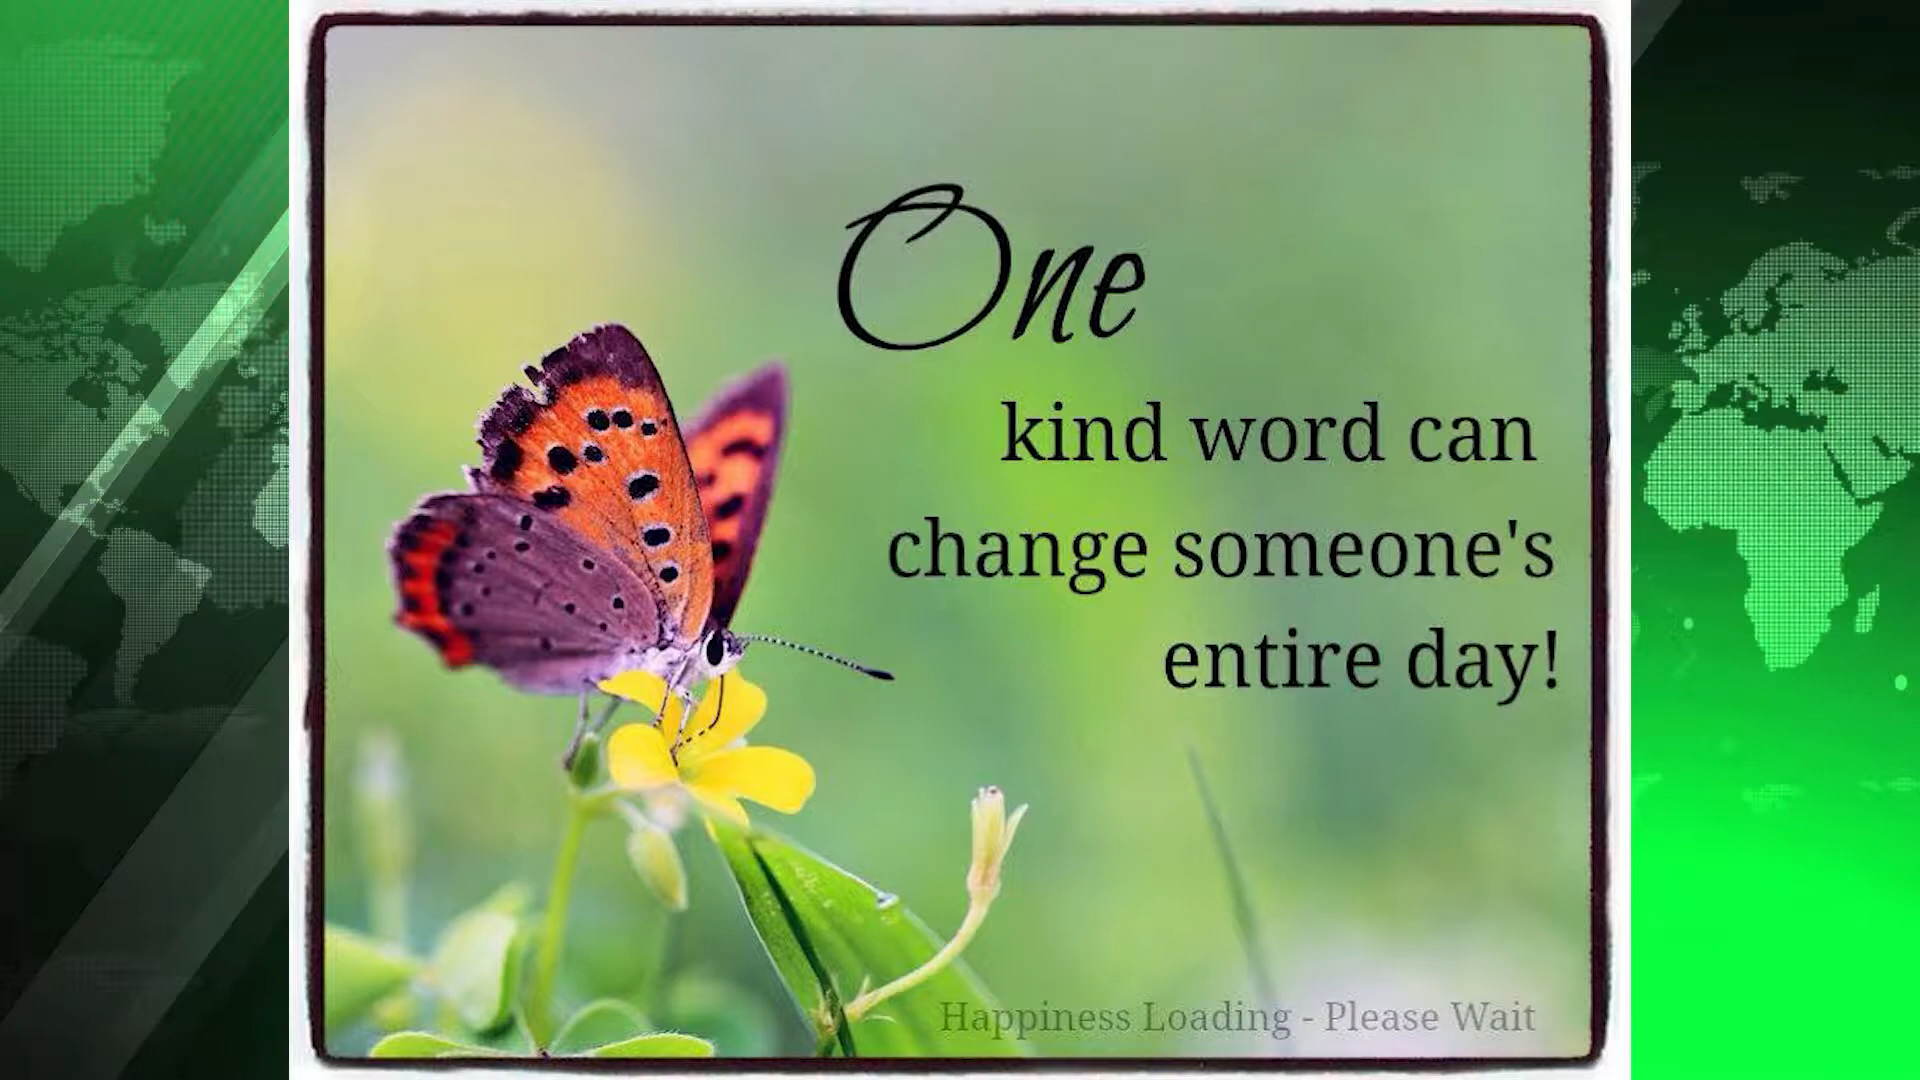 One
kind word can
change someone's
entire day!
Happiness Loading - Please Wait